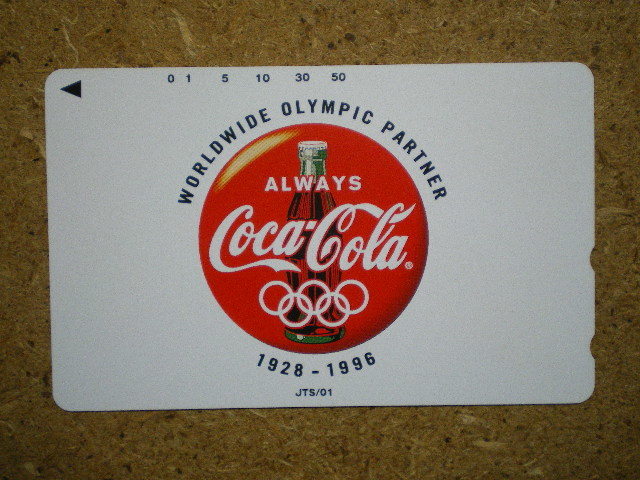 0 1 5 10 30 50
WORLDWIDE OLYMPIC PARTNER
ALWAYS
Coca-Cola®
1928 - 1996
JTS/01